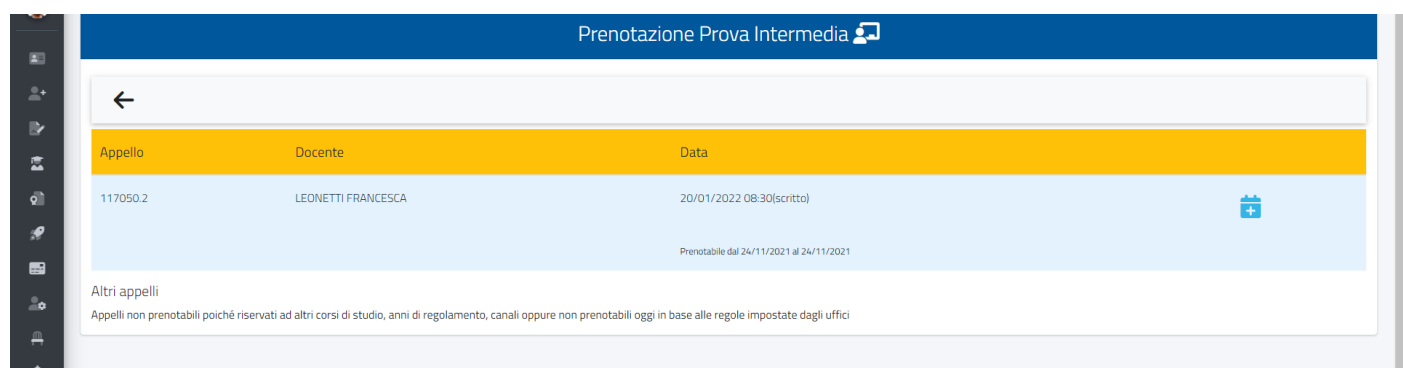 Prenotazione Prova Intermedia
Appello Docente Data
117050.2 LEONETTI FRANCESCA 20/01/2022 08:30(scritto)
Prenotabile dal 24/11/2021 al 24/11/2021
Altri appelli
Appelli non prenotabili poiché riservati ad altri corsi di studio, anni di regolamento, canali oppure non prenotabili oggi in base alle regole impostate dagli uffici